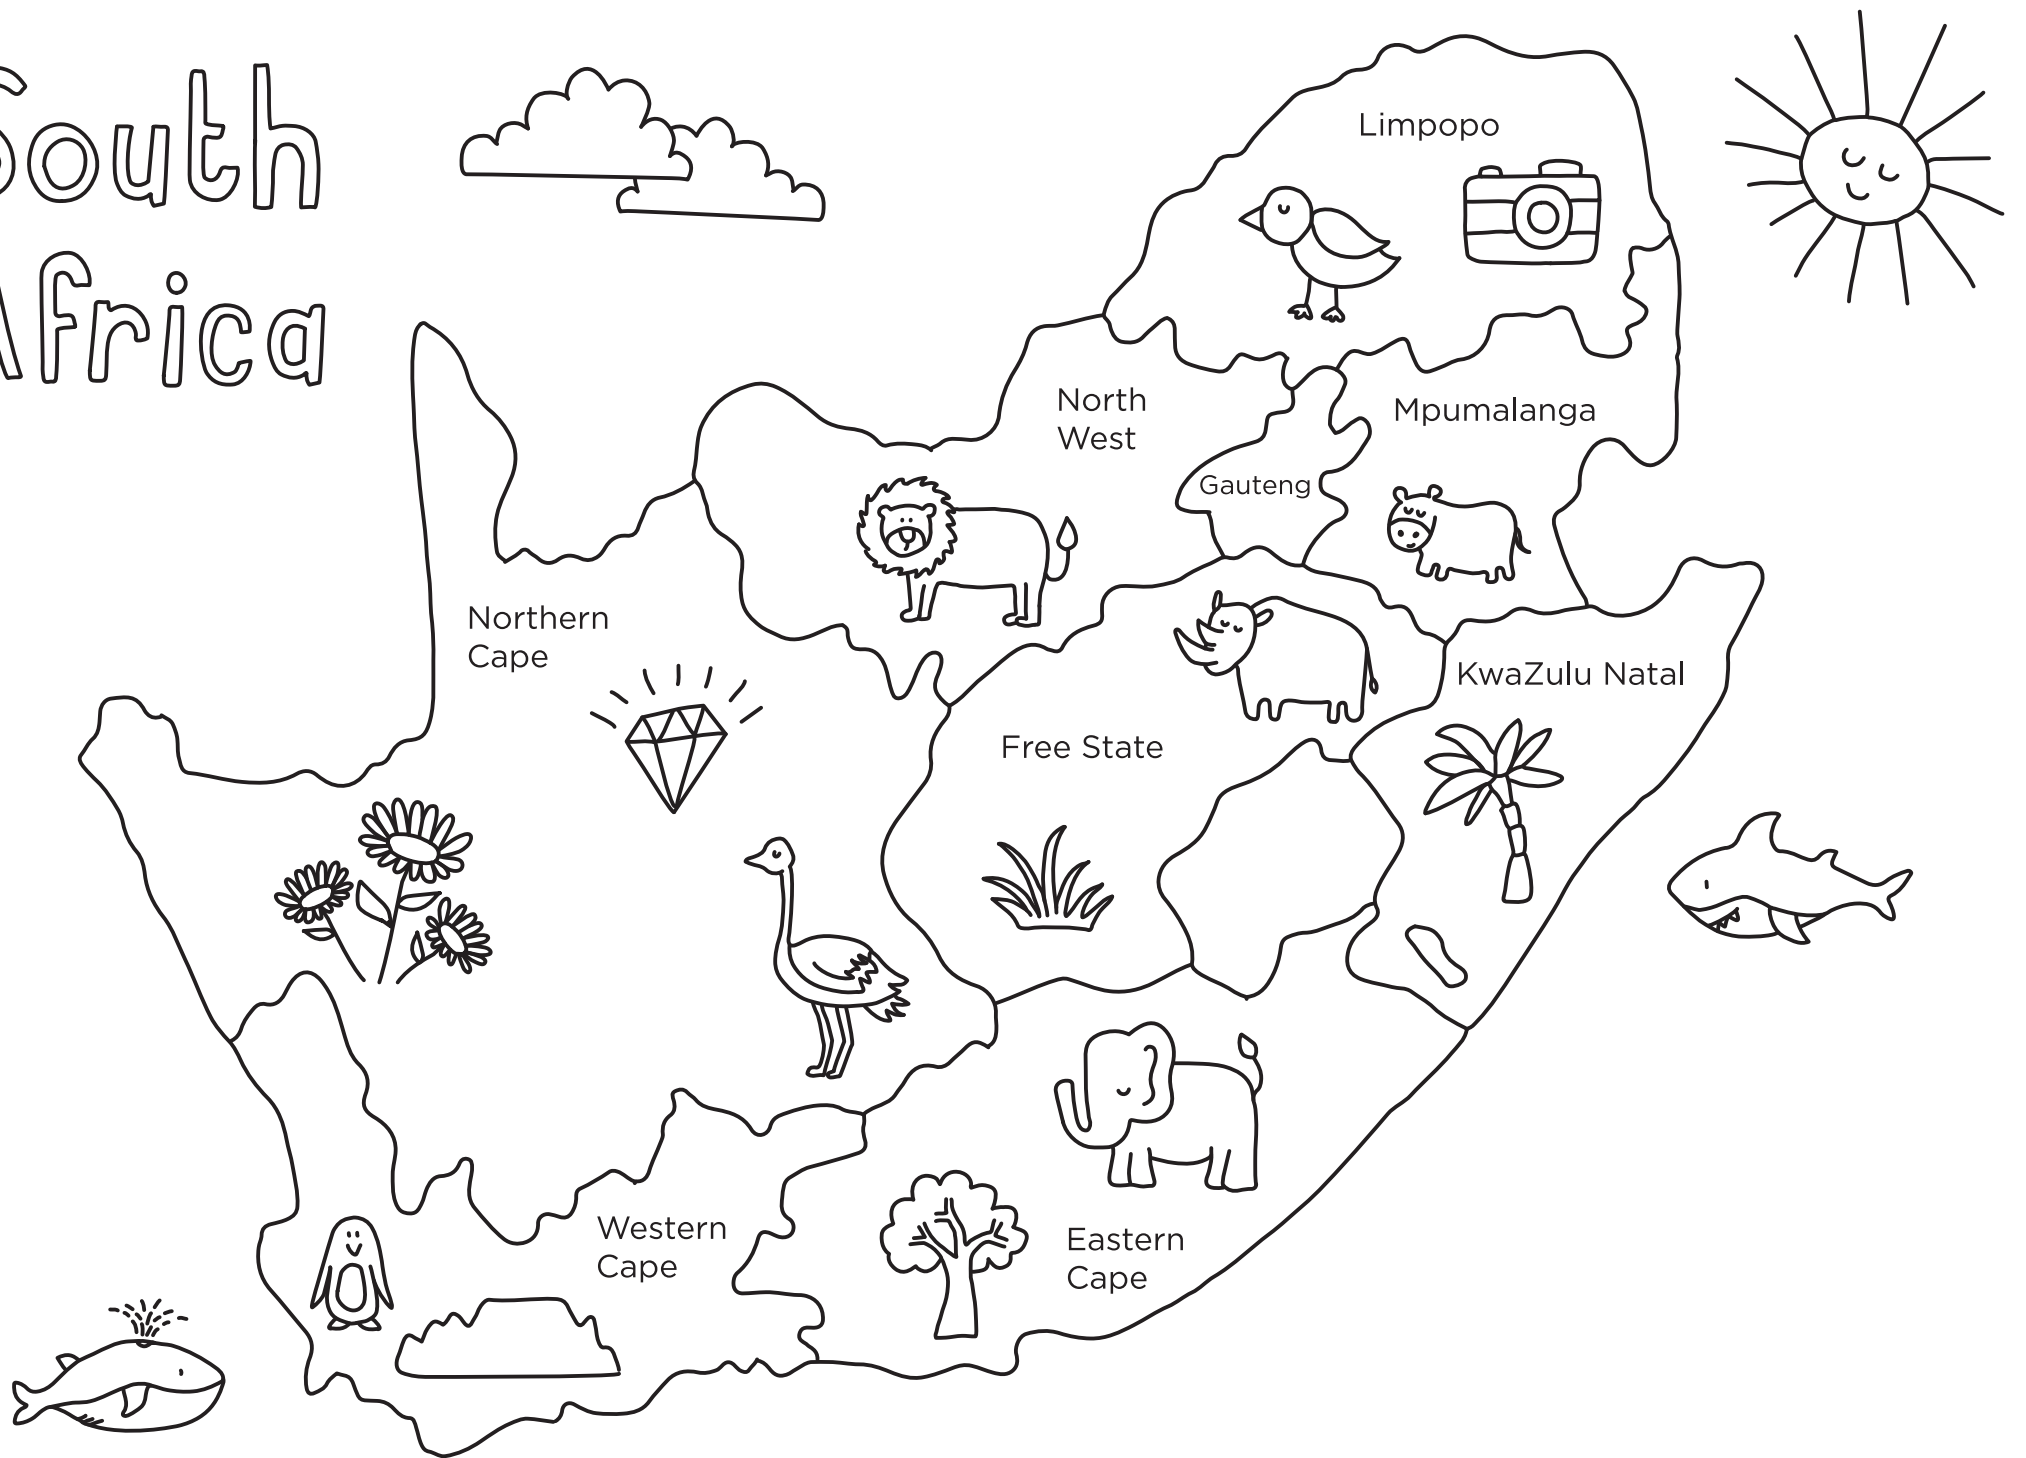 South
Africa
Limpopo
North
West
Mpumalanga
Gauteng
Northern
Cape
KwaZulu Natal
Free State
Western
Cape
Eastern
Cape